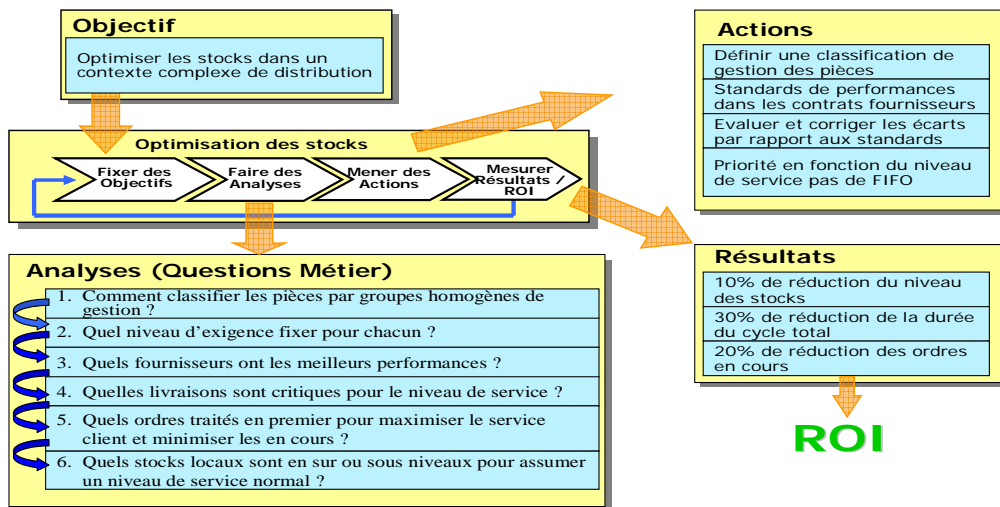 Objectif
Optimiser les stocks dans un
contexte complexe de distribution
Optimisation des stocks
Fixer des
Objectifs
Faire des
Analyses
Mener des
Actions
Mesurer
Résultats /
ROI
Analyses (Questions Métier)
1. Comment classifier les pièces par groupes homogènes de
gestion ?
2. Quel niveau d'exigence fixer pour chacun ?
3. Quels fournisseurs ont les meilleurs performances ?
4. Quelles livraisons sont critiques pour le niveau de service ?
5. Quels ordres traités en premier pour maximiser le service
client et minimiser les en cours ?
6. Quels stocks locaux sont en sur ou sous niveaux pour assumer
un niveau de service normal ?
Actions
Définir une classification de
gestion des pièces
Standards de performances
dans les contrats fournisseurs
Evaluer et corriger les écarts
par rapport aux standards
Priorité en fonction du niveau
de service pas de FIFO
Résultats
10% de réduction du niveau
des stocks
30% de réduction de la durée
du cycle total
20% de réduction des ordres
en cours
ROI